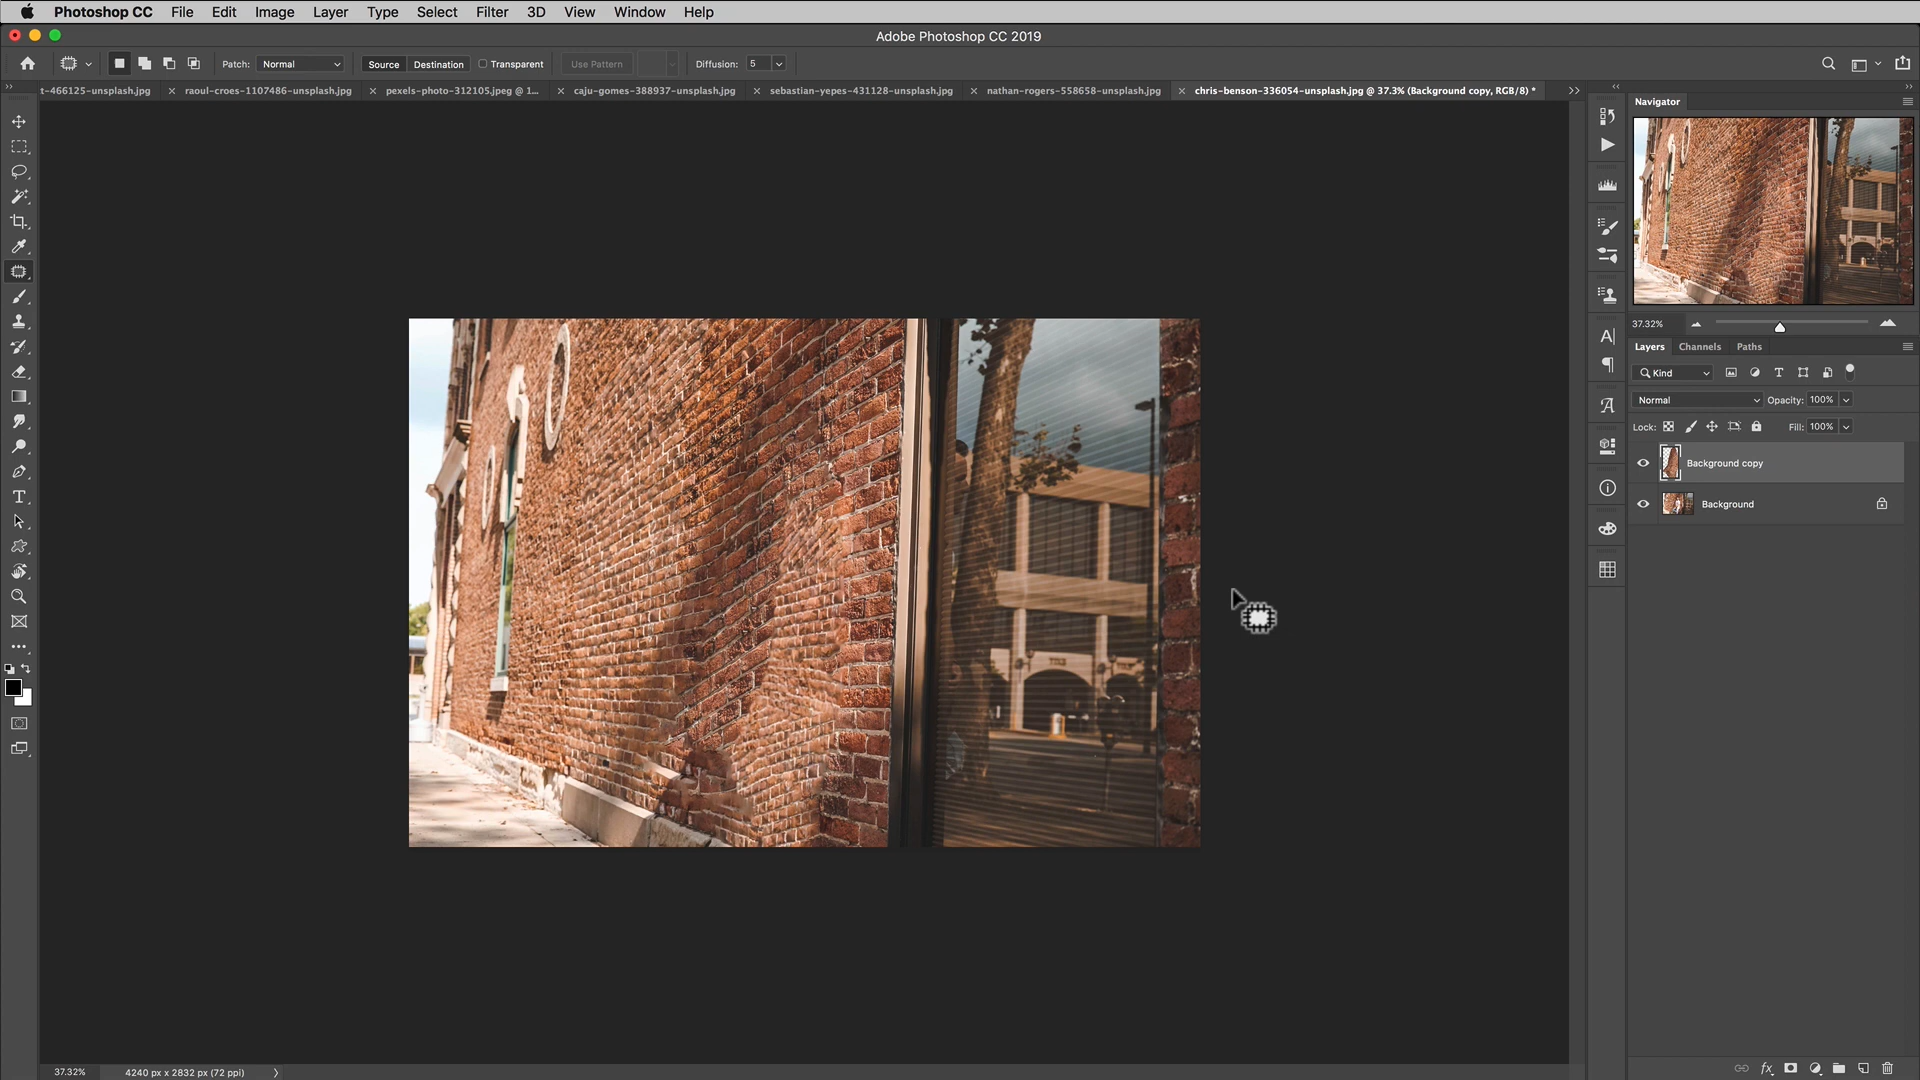 Photoshop CC File Edit Image Layer Type Select Filter 3D View Window Help
Adobe Photoshop CC 2019
Patch: Normal Source Destination Transparent Use Pattern Diffusion: 5
t-466125-unsplash.jpg raoul-croes-1107486-unsplash.jpg pexels-photo-312105.jpeg @ 1... caju-gomes-388937-unsplash.jpg sebastian-yepes-431128-unsplash.jpg nathan-rogers-558658-unsplash.jpg chris-benson-336054-unsplash.jpg @ 37.3% (Background copy, RGB/8) *
Navigator
37.32%
Layers Channels Paths
Kind
Normal Opacity: 100%
Lock: Fill: 100%
Background copy
Background
37.32% 4240 px x 2832 px (72 ppi)